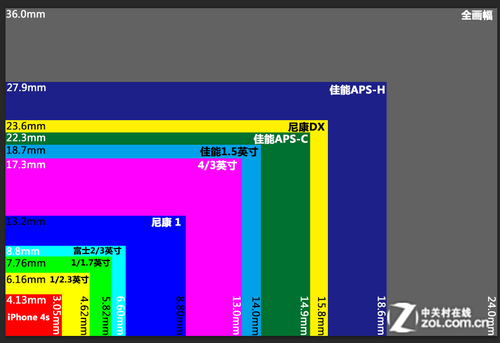 36.0mm 全画幅
27.9mm 佳能APS-H
23.6mm 尼康DX
22.3mm 佳能APS-C
18.7mm 佳能1.5英寸
17.3mm 4/3英寸
13.2mm 尼康 1
8.8mm 富士2/3英寸
7.76mm 1/1.7英寸
6.16mm 1/2.3英寸
4.13mm
iPhone 4s
3.05mm
4.62mm
5.82mm
6.60mm
8.80mm
13.0mm
14.0mm
14.9mm
15.8mm
18.6mm
24.0mm
Z 中关村在线
zol.com.cn